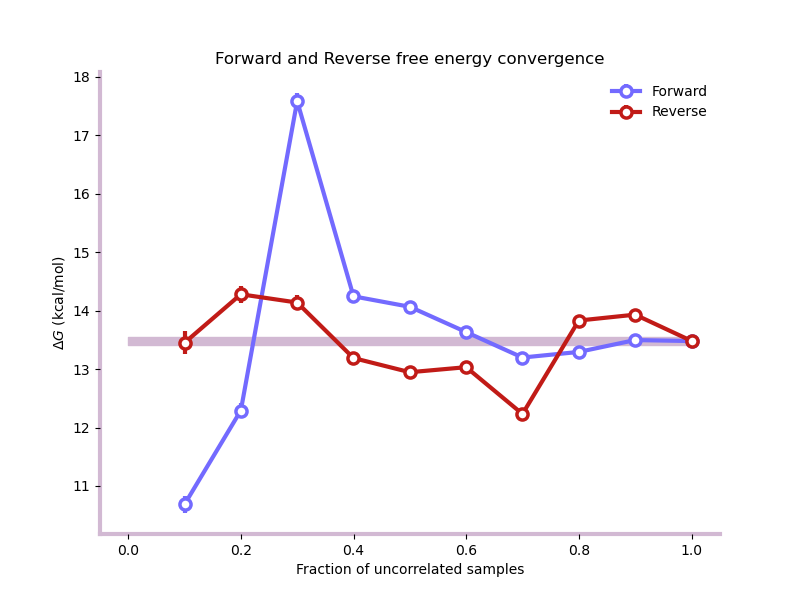 Forward and Reverse free energy convergence
18
17
16
15
14
13
12
11
ΔG (kcal/mol)
Forward
Reverse
0.0 0.2 0.4 0.6 0.8 1.0
Fraction of uncorrelated samples